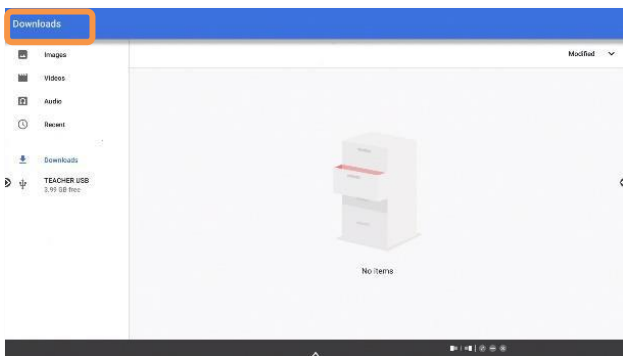 Downloads
Images
Modified
Videos
Audio
Recent
Downloads
TEACHER USB
3.99 GB free
No items